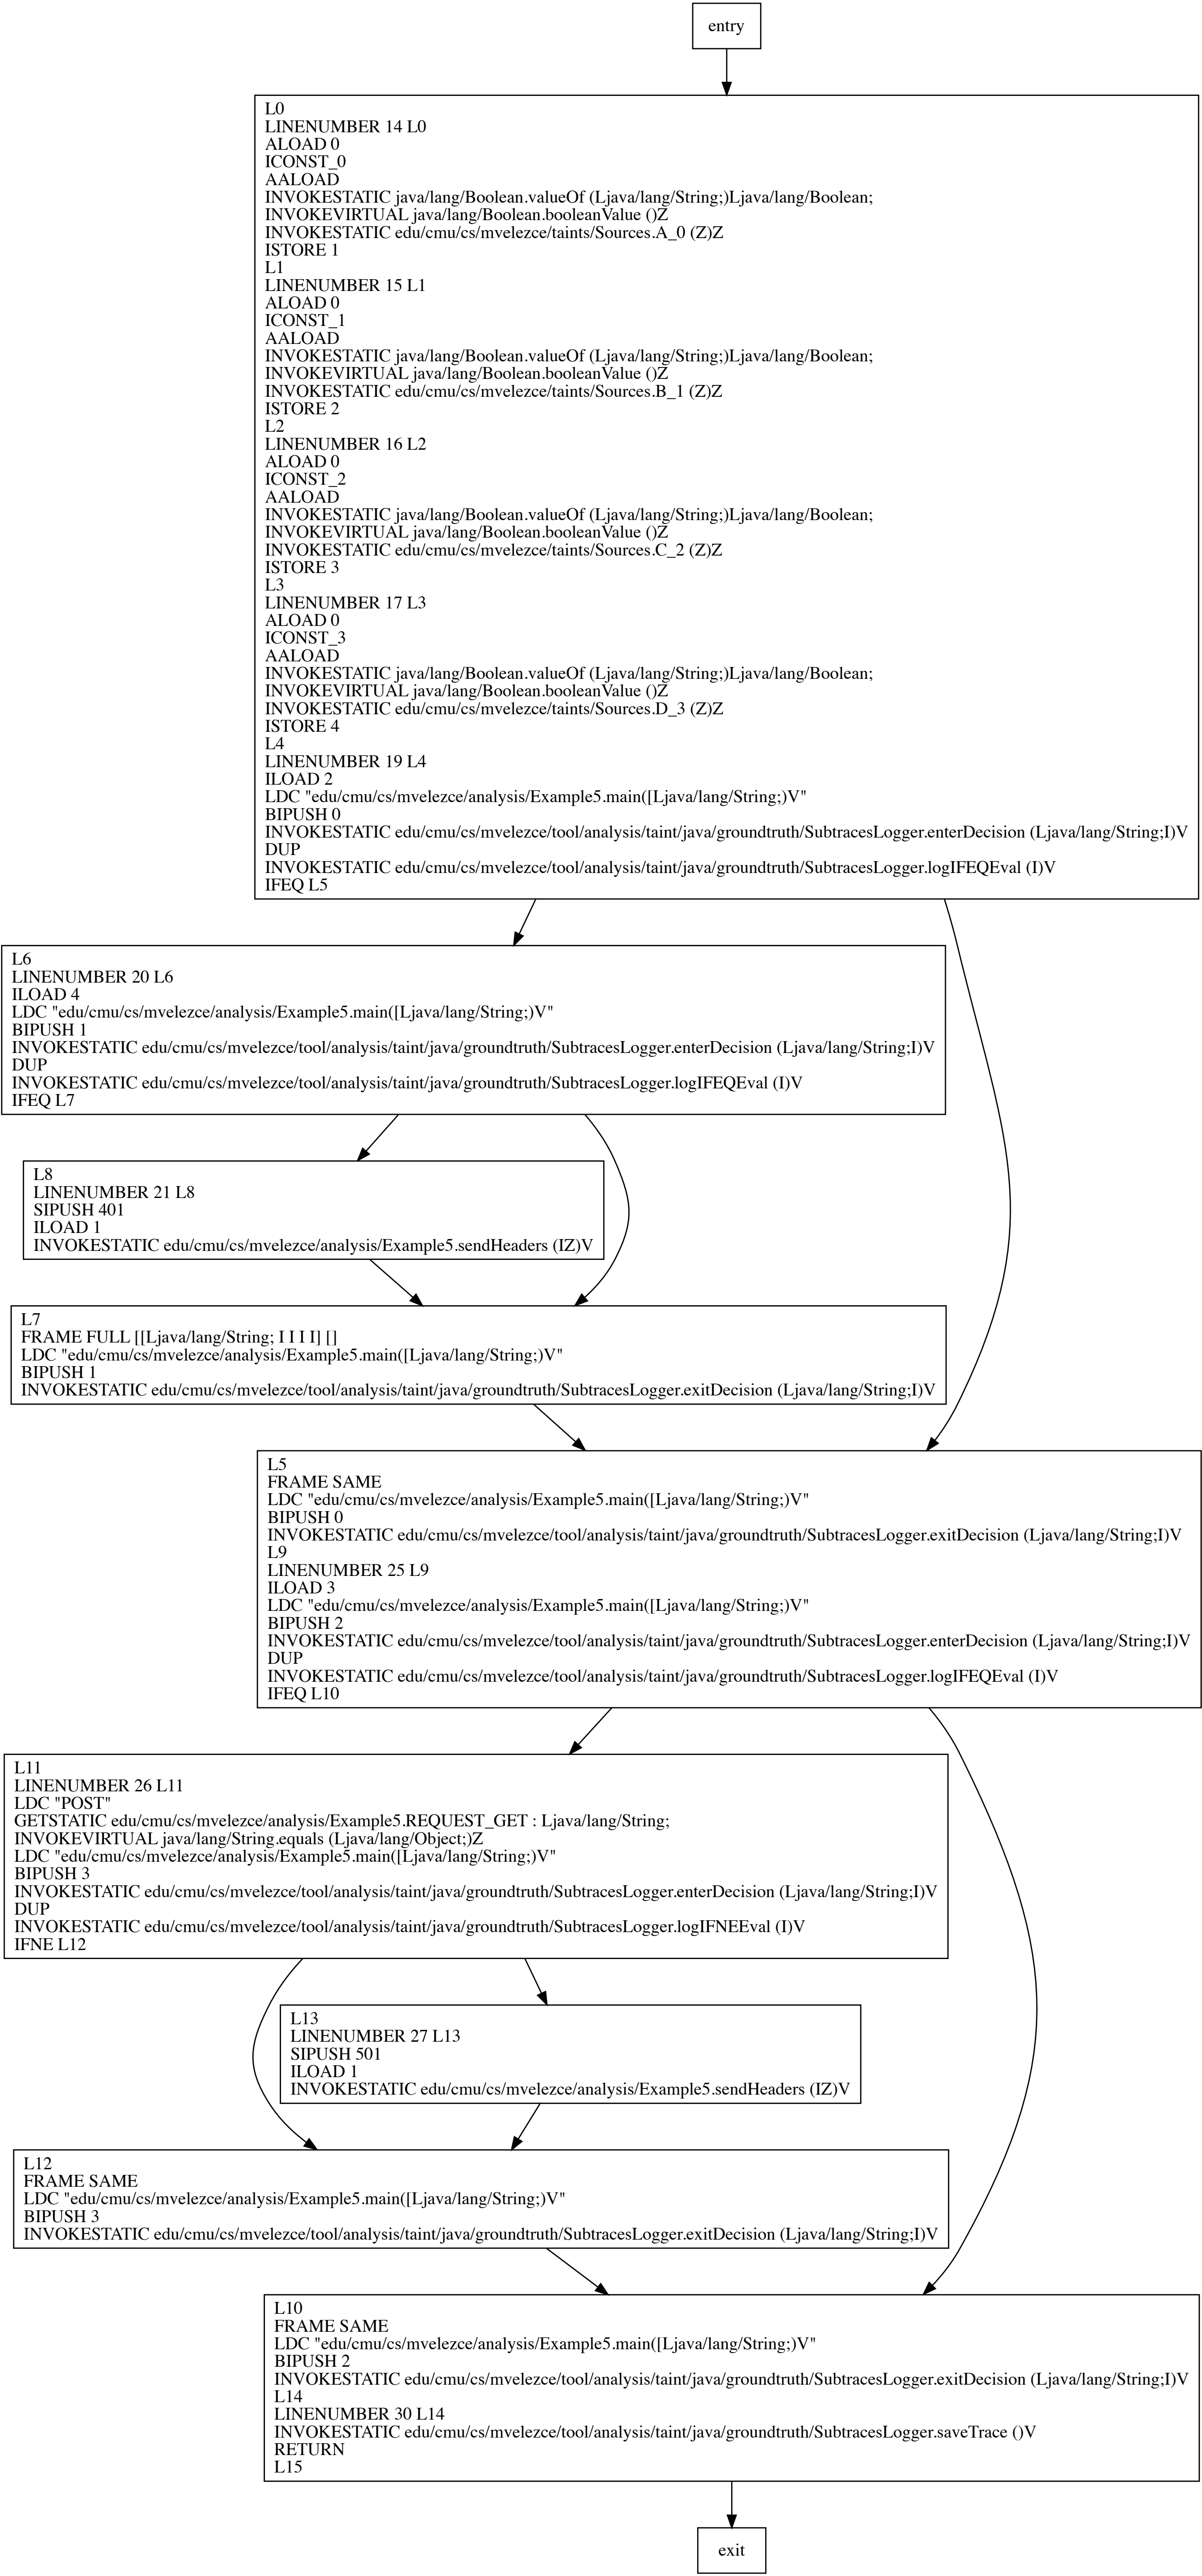 entry
L0
LINENUMBER 14 L0
ALOAD 0
ICONST_0
AALOAD
INVOKESTATIC java/lang/Boolean.valueOf (Ljava/lang/String;)Ljava/lang/Boolean;
INVOKEVIRTUAL java/lang/Boolean.booleanValue ()Z
INVOKESTATIC edu/cmu/cs/mvelezce/taints/Sources.A_0 (Z)Z
ISTORE 1
L1
LINENUMBER 15 L1
ALOAD 0
ICONST_1
AALOAD
INVOKESTATIC java/lang/Boolean.valueOf (Ljava/lang/String;)Ljava/lang/Boolean;
INVOKEVIRTUAL java/lang/Boolean.booleanValue ()Z
INVOKESTATIC edu/cmu/cs/mvelezce/taints/Sources.B_1 (Z)Z
ISTORE 2
L2
LINENUMBER 16 L2
ALOAD 0
ICONST_2
AALOAD
INVOKESTATIC java/lang/Boolean.valueOf (Ljava/lang/String;)Ljava/lang/Boolean;
INVOKEVIRTUAL java/lang/Boolean.booleanValue ()Z
INVOKESTATIC edu/cmu/cs/mvelezce/taints/Sources.C_2 (Z)Z
ISTORE 3
L3
LINENUMBER 17 L3
ALOAD 0
ICONST_3
AALOAD
INVOKESTATIC java/lang/Boolean.valueOf (Ljava/lang/String;)Ljava/lang/Boolean;
INVOKEVIRTUAL java/lang/Boolean.booleanValue ()Z
INVOKESTATIC edu/cmu/cs/mvelezce/taints/Sources.D_3 (Z)Z
ISTORE 4
L4
LINENUMBER 19 L4
ILOAD 2
LDC "edu/cmu/cs/mvelezce/analysis/Example5.main([Ljava/lang/String;)V"
BIPUSH 0
INVOKESTATIC edu/cmu/cs/mvelezce/tool/analysis/taint/java/groundtruth/SubtracesLogger.enterDecision (Ljava/lang/String;I)V
DUP
INVOKESTATIC edu/cmu/cs/mvelezce/tool/analysis/taint/java/groundtruth/SubtracesLogger.logIFEQEval (I)V
IFEQ L5
L6
LINENUMBER 20 L6
ILOAD 4
LDC "edu/cmu/cs/mvelezce/analysis/Example5.main([Ljava/lang/String;)V"
BIPUSH 1
INVOKESTATIC edu/cmu/cs/mvelezce/tool/analysis/taint/java/groundtruth/SubtracesLogger.enterDecision (Ljava/lang/String;I)V
DUP
INVOKESTATIC edu/cmu/cs/mvelezce/tool/analysis/taint/java/groundtruth/SubtracesLogger.logIFEQEval (I)V
IFEQ L7
L8
LINENUMBER 21 L8
SIPUSH 401
ILOAD 1
INVOKESTATIC edu/cmu/cs/mvelezce/analysis/Example5.sendHeaders (IZ)V
L7
FRAME FULL [[Ljava/lang/String; I I I I] []
LDC "edu/cmu/cs/mvelezce/analysis/Example5.main([Ljava/lang/String;)V"
BIPUSH 1
INVOKESTATIC edu/cmu/cs/mvelezce/tool/analysis/taint/java/groundtruth/SubtracesLogger.exitDecision (Ljava/lang/String;I)V
L5
FRAME SAME
LDC "edu/cmu/cs/mvelezce/analysis/Example5.main([Ljava/lang/String;)V"
BIPUSH 0
INVOKESTATIC edu/cmu/cs/mvelezce/tool/analysis/taint/java/groundtruth/SubtracesLogger.exitDecision (Ljava/lang/String;I)V
L9
LINENUMBER 25 L9
ILOAD 3
LDC "edu/cmu/cs/mvelezce/analysis/Example5.main([Ljava/lang/String;)V"
BIPUSH 2
INVOKESTATIC edu/cmu/cs/mvelezce/tool/analysis/taint/java/groundtruth/SubtracesLogger.enterDecision (Ljava/lang/String;I)V
DUP
INVOKESTATIC edu/cmu/cs/mvelezce/tool/analysis/taint/java/groundtruth/SubtracesLogger.logIFEQEval (I)V
IFEQ L10
L11
LINENUMBER 26 L11
LDC "POST"
GETSTATIC edu/cmu/cs/mvelezce/analysis/Example5.REQUEST_GET : Ljava/lang/String;
INVOKEVIRTUAL java/lang/String.equals (Ljava/lang/Object;)Z
LDC "edu/cmu/cs/mvelezce/analysis/Example5.main([Ljava/lang/String;)V"
BIPUSH 3
INVOKESTATIC edu/cmu/cs/mvelezce/tool/analysis/taint/java/groundtruth/SubtracesLogger.enterDecision (Ljava/lang/String;I)V
DUP
INVOKESTATIC edu/cmu/cs/mvelezce/tool/analysis/taint/java/groundtruth/SubtracesLogger.logIFNEEval (I)V
IFNE L12
L13
LINENUMBER 27 L13
SIPUSH 501
ILOAD 1
INVOKESTATIC edu/cmu/cs/mvelezce/analysis/Example5.sendHeaders (IZ)V
L12
FRAME SAME
LDC "edu/cmu/cs/mvelezce/analysis/Example5.main([Ljava/lang/String;)V"
BIPUSH 3
INVOKESTATIC edu/cmu/cs/mvelezce/tool/analysis/taint/java/groundtruth/SubtracesLogger.exitDecision (Ljava/lang/String;I)V
L10
FRAME SAME
LDC "edu/cmu/cs/mvelezce/analysis/Example5.main([Ljava/lang/String;)V"
BIPUSH 2
INVOKESTATIC edu/cmu/cs/mvelezce/tool/analysis/taint/java/groundtruth/SubtracesLogger.exitDecision (Ljava/lang/String;I)V
L14
LINENUMBER 30 L14
INVOKESTATIC edu/cmu/cs/mvelezce/tool/analysis/taint/java/groundtruth/SubtracesLogger.saveTrace ()V
RETURN
L15
exit